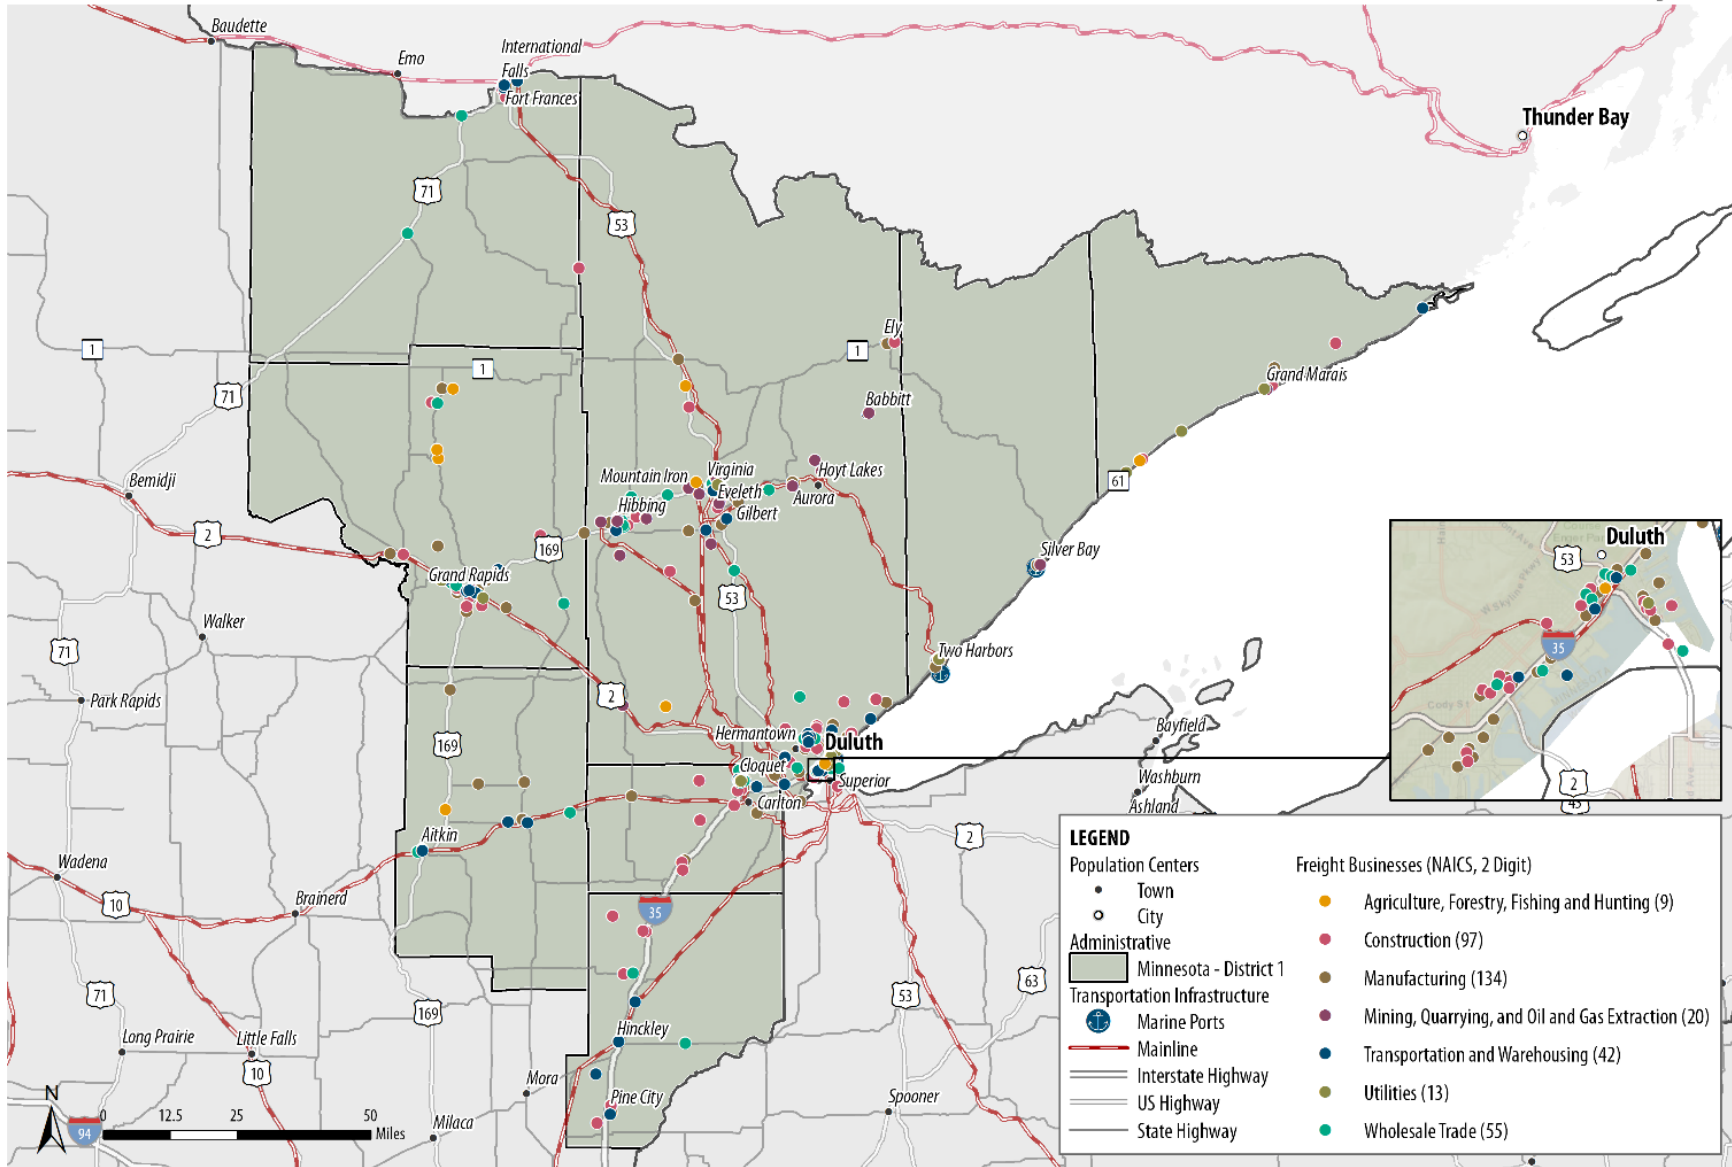 Baudette
Emo
International
Falls
Fort Frances
Thunder Bay
71
53
1
1
1
Ely
Grand Marais
71
Babbitt
Bemidji
Mountain Iron
Virginia
Hoyt Lakes
61
Eveleth
Aurora
Hibbing
Gilbert
2
169
Silver Bay
Duluth
53
Grand Rapids
53
Walker
71
35
Two Harbors
Park Rapids
2
Cody St
169
Hermantown
Duluth
Bayfield
Cloquet
Superior
Washburn
2
Carlton
Ashland
Aitkin
2
Wadena
10
Brainerd
35
71
53
63
169
Long Prairie
Little Falls
Hinckley
10
Mora
Pine City
Spooner
Milaca
N
94
0
12.5
25
50
Miles
LEGEND
Population Centers
Town
City
Administrative
Minnesota - District 1
Transportation Infrastructure
Marine Ports
Mainline
Interstate Highway
US Highway
State Highway
Freight Businesses (NAICS, 2 Digit)
Agriculture, Forestry, Fishing and Hunting (9)
Construction (97)
Manufacturing (134)
Mining, Quarrying, and Oil and Gas Extraction (20)
Transportation and Warehousing (42)
Utilities (13)
Wholesale Trade (55)